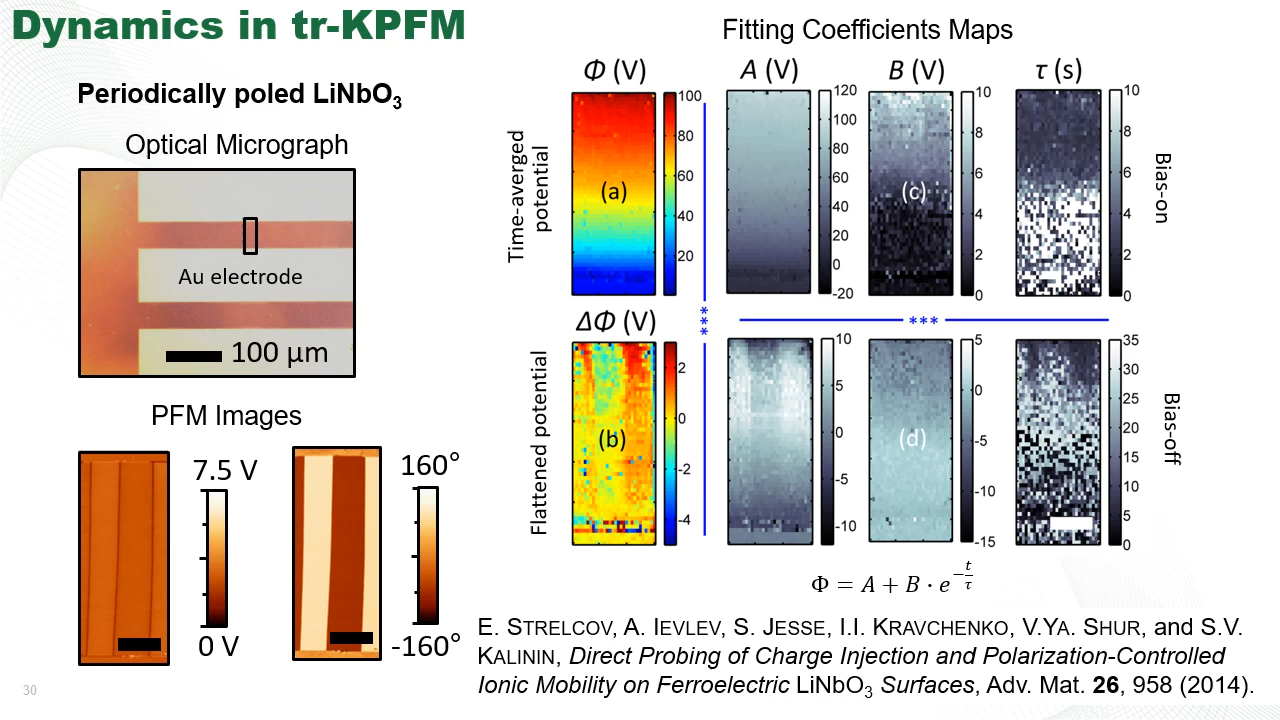 Dynamics in tr-KPFM
Periodically poled LiNbO₃
Optical Micrograph
Au electrode
100 μm
PFM Images
7.5 V
0 V
160°
-160°
Fitting Coefficients Maps
Φ (V)
A (V)
B (V)
τ (s)
Time-averaged
potential
(a)
100
80
60
40
20
120
100
80
60
40
20
0
-20
(c)
10
8
6
4
2
0
10
8
6
4
2
0
Bias-on
***
***
ΔΦ (V)
Flattened potential
(b)
2
0
-2
-4
10
5
0
-5
-10
(d)
5
0
-5
-10
-15
35
30
25
20
15
10
5
0
Bias-off
Φ = A + B · e^{-t/τ}
E. STRELCOV, A. IEVLEV, S. JESSE, I.I. KRAVCHENKO, V.YA. SHUR, and S.V.
KALININ, Direct Probing of Charge Injection and Polarization-Controlled
Ionic Mobility on Ferroelectric LiNbO₃ Surfaces, Adv. Mat. 26, 958 (2014).
30